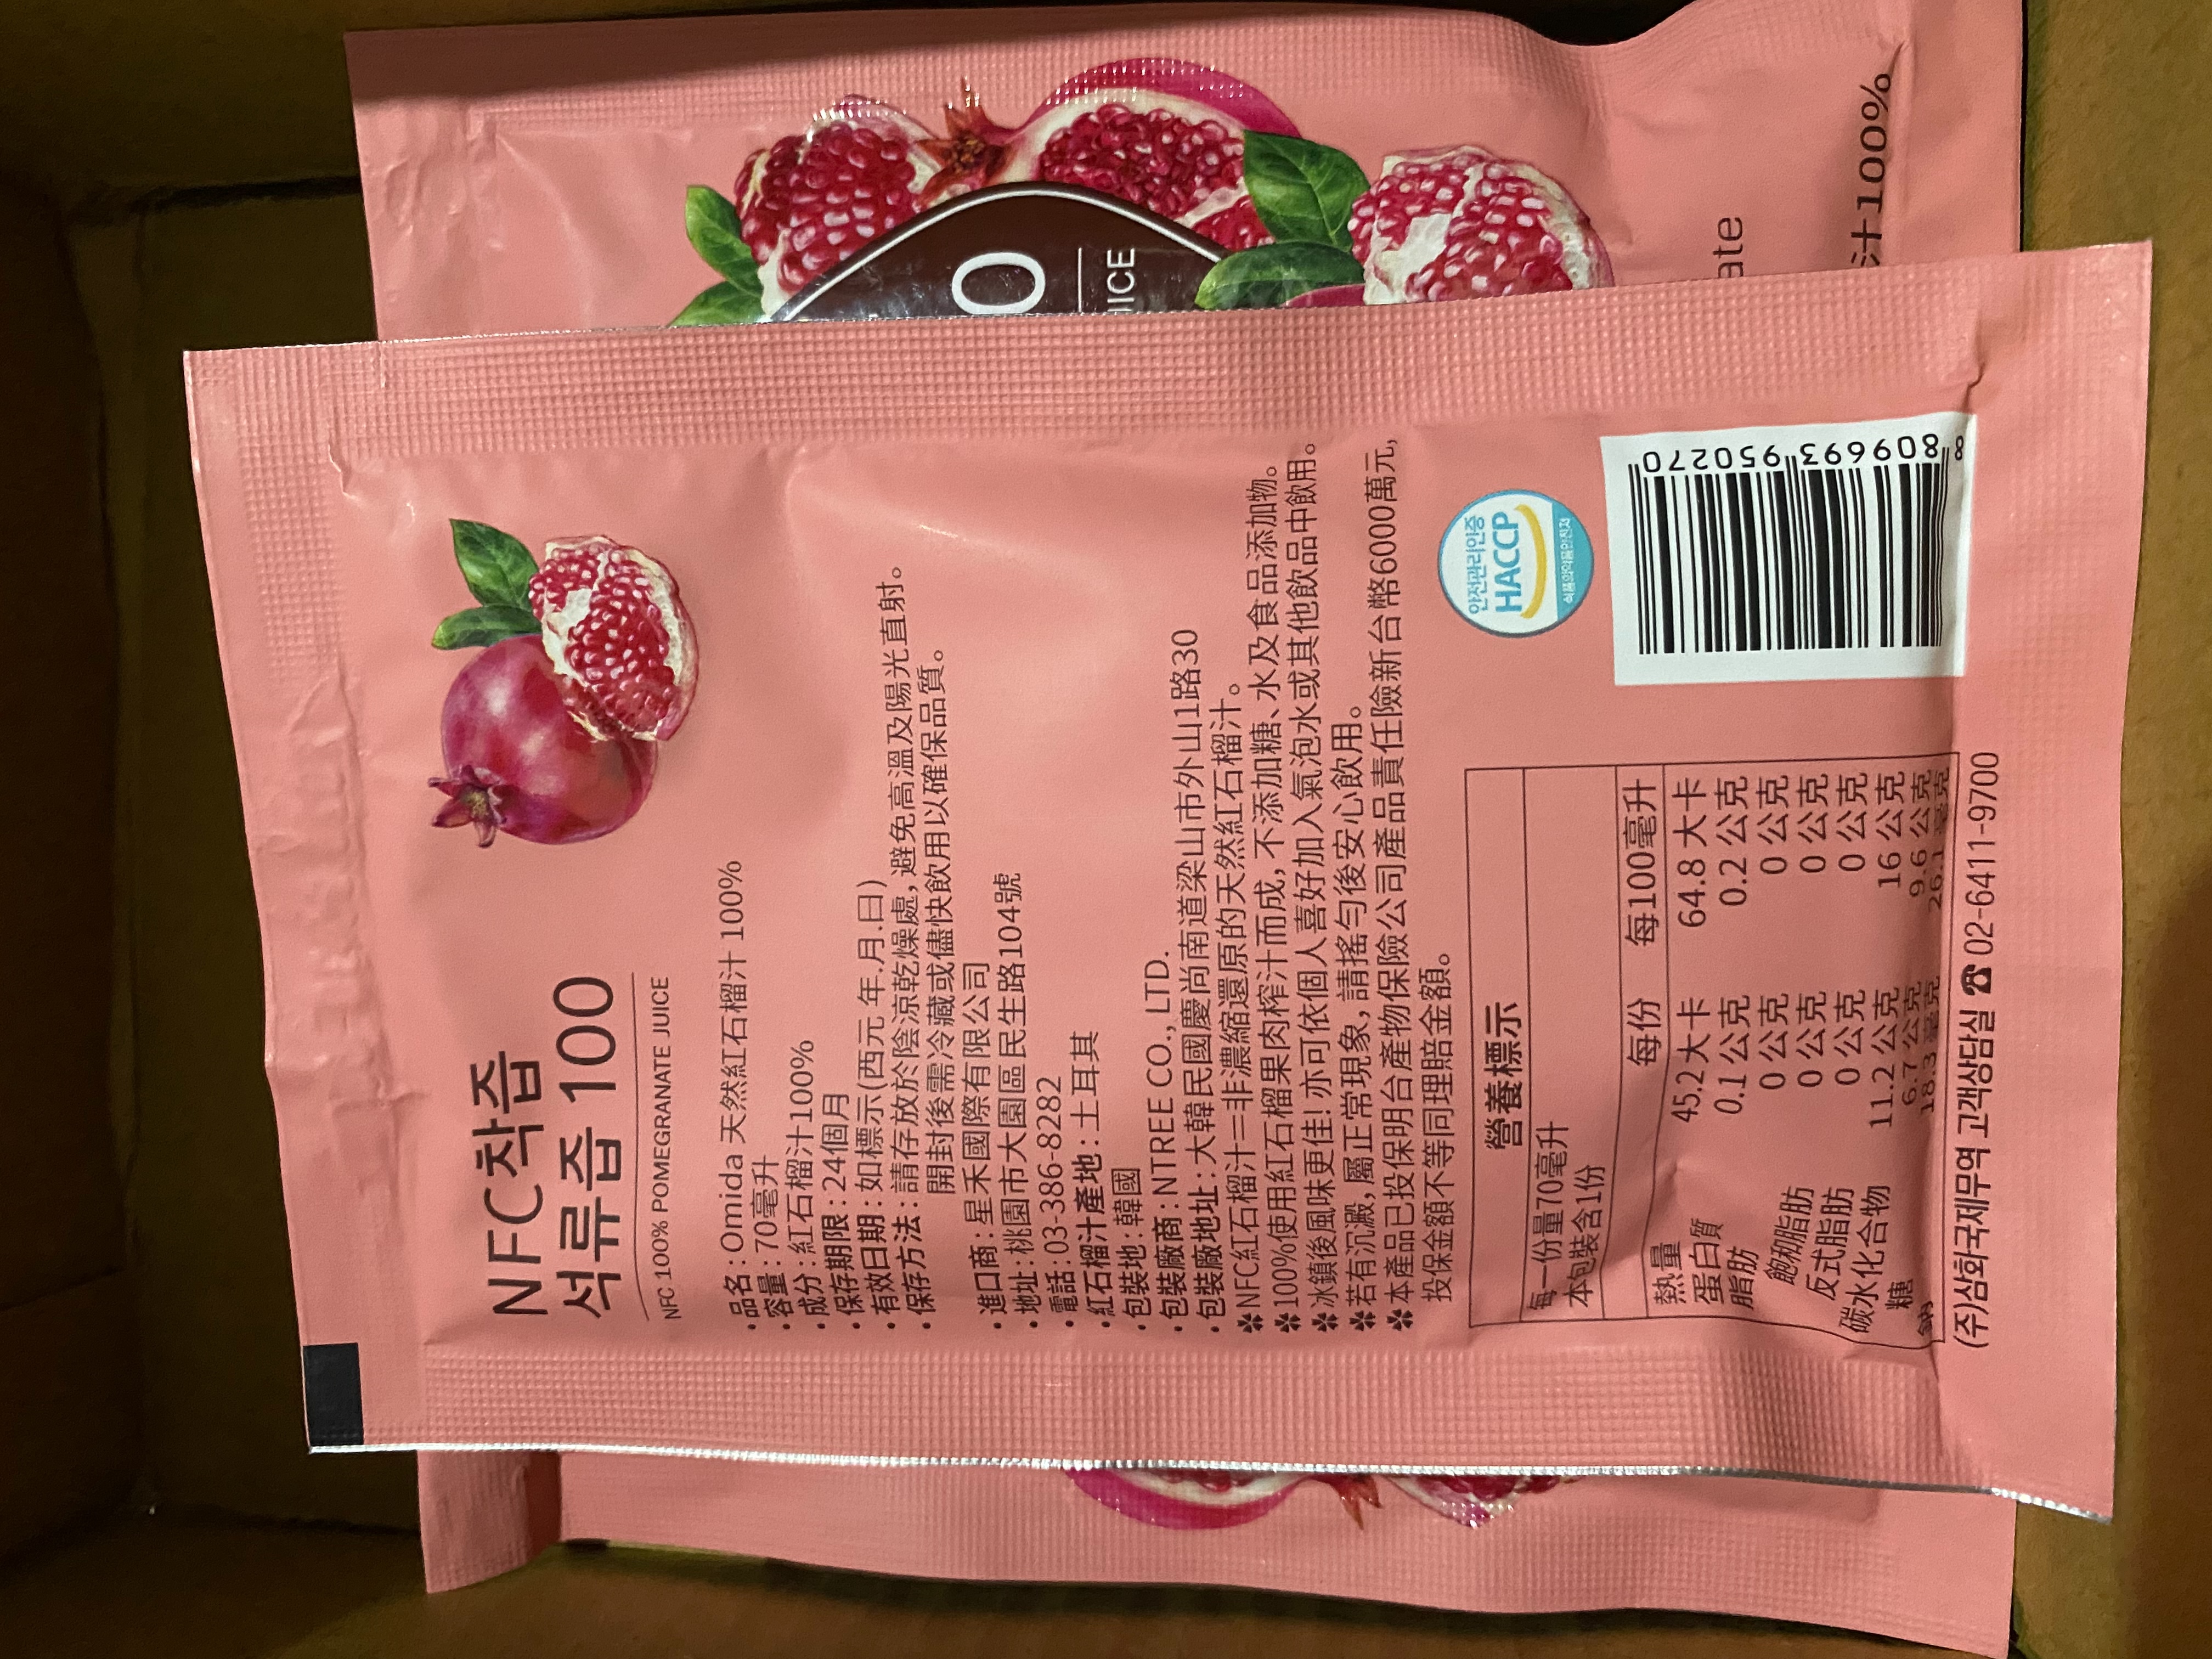 NFC착즙
석류즙 100
NFC 100% POMEGRANATE JUICE
•品名:Omida 天然紅石榴汁 100%
•容量:70毫升
•成分:紅石榴汁100%
•保存期限:24個月
•有效日期:如標示(西元 年.月.日)
•保存方法:請存放於陰涼乾燥處,避免高溫及陽光直射。
開封後需冷藏或儘快飲用以確保品質。
•進口商:星禾國際有限公司
•地址:桃園市大園區民生路104號
•電話:03-386-8282
•紅石榴汁產地:土耳其
•包裝地:韓國
•包裝廠商:NTREE CO.,LTD.
•包裝廠地址:大韓民國慶尚南道梁山市外山1路30
✽NFC紅石榴汁=非濃縮還原的天然紅石榴汁。
✽100%使用紅石榴果肉榨汁而成,不添加糖、水及食品添加物。
✽冰鎮後風味更佳!亦可依個人喜好加入氣泡水或其他飲品中飲用。
✽若有沉澱,屬正常現象,請搖勻後安心飲用。
✽本產品已投保明台產物保險公司產品責任險新台幣6000萬元,
投保金額不等同理賠金額。
營養標示
每一份量70毫升
本包裝含1份
每份 每100毫升
熱量 45.2大卡 64.8大卡
蛋白質 0.1公克 0.2公克
脂肪 0公克 0公克
飽和脂肪 0公克 0公克
反式脂肪 0公克 0公克
碳水化合物 11.2公克 16公克
糖 6.7公克 9.6公克
鈉 18.3毫克 26.1毫克
(주)삼화국제무역 고객상담실 ☎ 02-6411-9700
안전관리인증
HACCP
식품의약품안전처
8 809693 950270
0
UICE
ate
汁100%